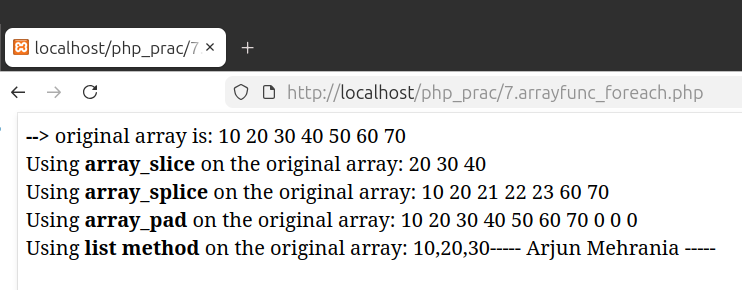 localhost/php_prac/7.
http://localhost/php_prac/7.arrayfunc_foreach.php
--> original array is: 10 20 30 40 50 60 70
Using array_slice on the original array: 20 30 40
Using array_splice on the original array: 10 20 21 22 23 60 70
Using array_pad on the original array: 10 20 30 40 50 60 70 0 0 0
Using list method on the original array: 10,20,30----- Arjun Mehrania -----